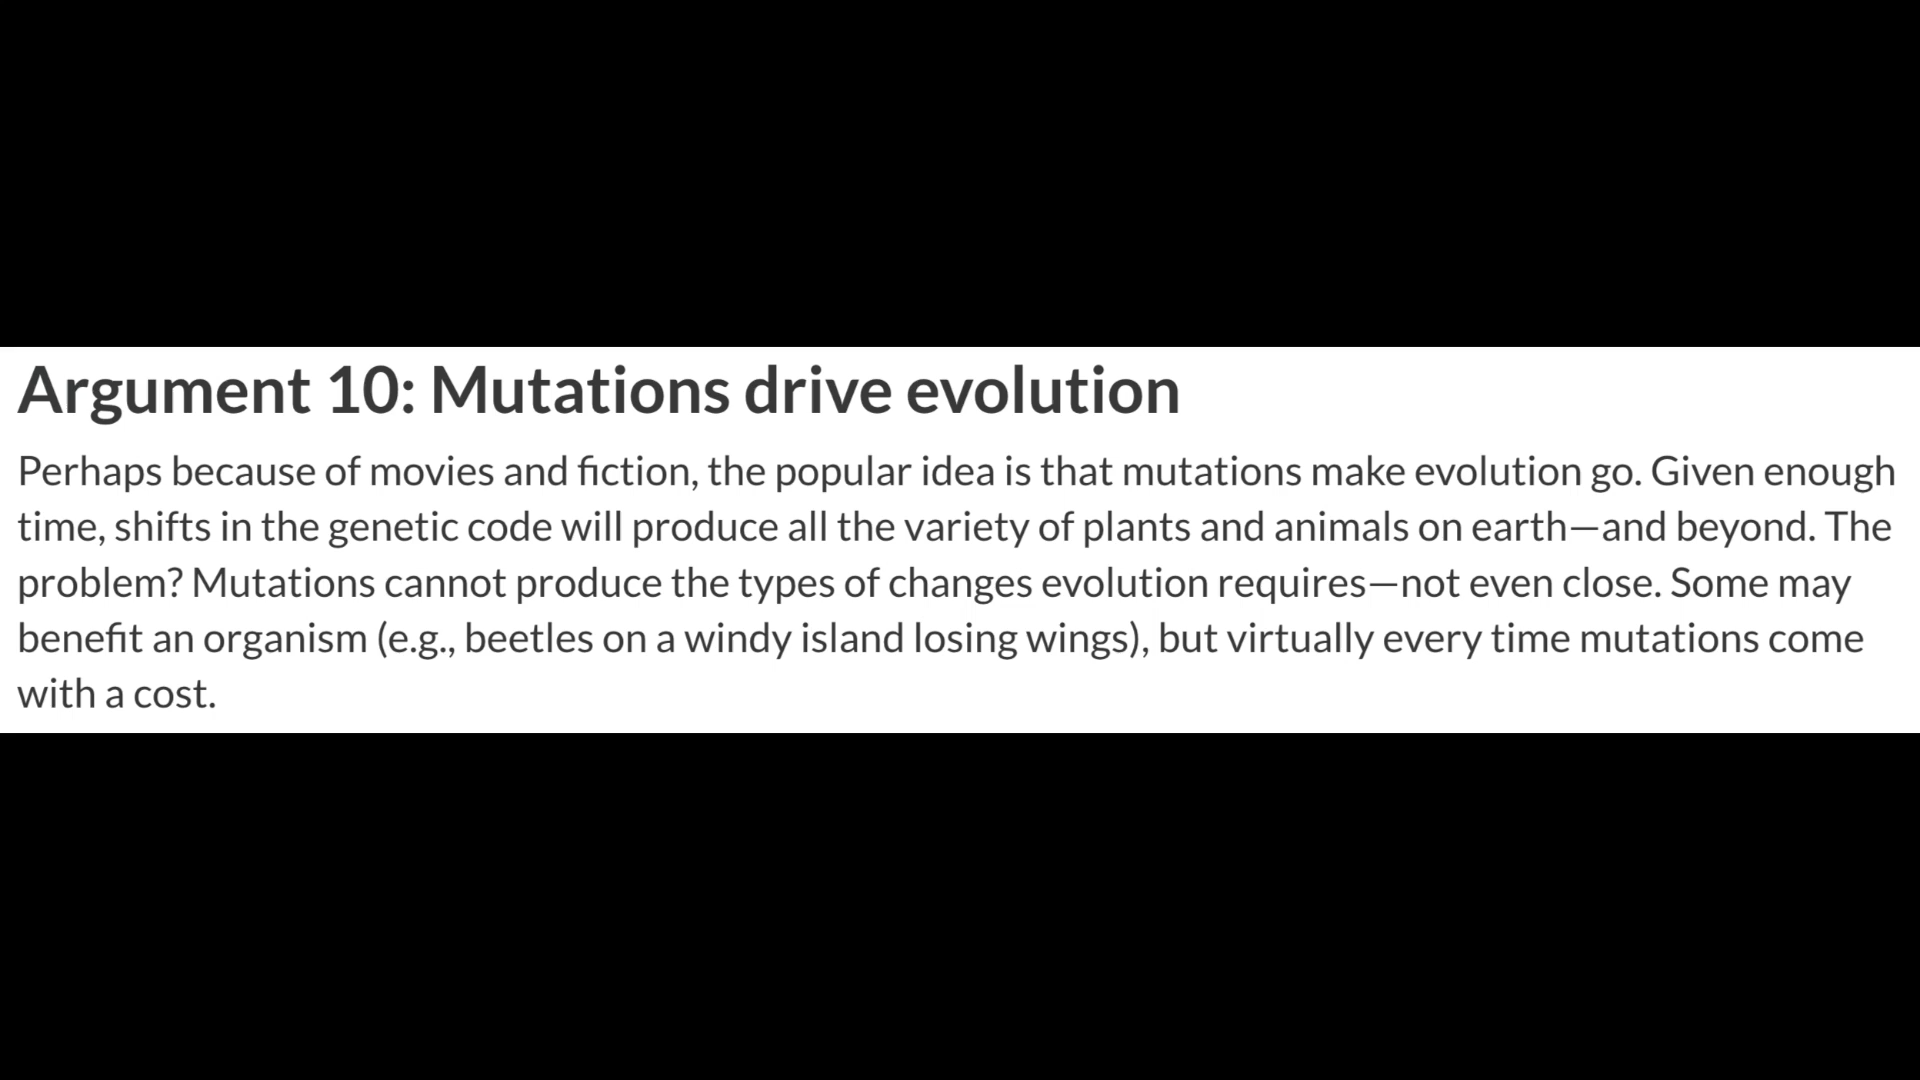 Argument 10: Mutations drive evolution
Perhaps because of movies and fiction, the popular idea is that mutations make evolution go. Given enough
time, shifts in the genetic code will produce all the variety of plants and animals on earth—and beyond. The
problem? Mutations cannot produce the types of changes evolution requires—not even close. Some may
benefit an organism (e.g., beetles on a windy island losing wings), but virtually every time mutations come
with a cost.